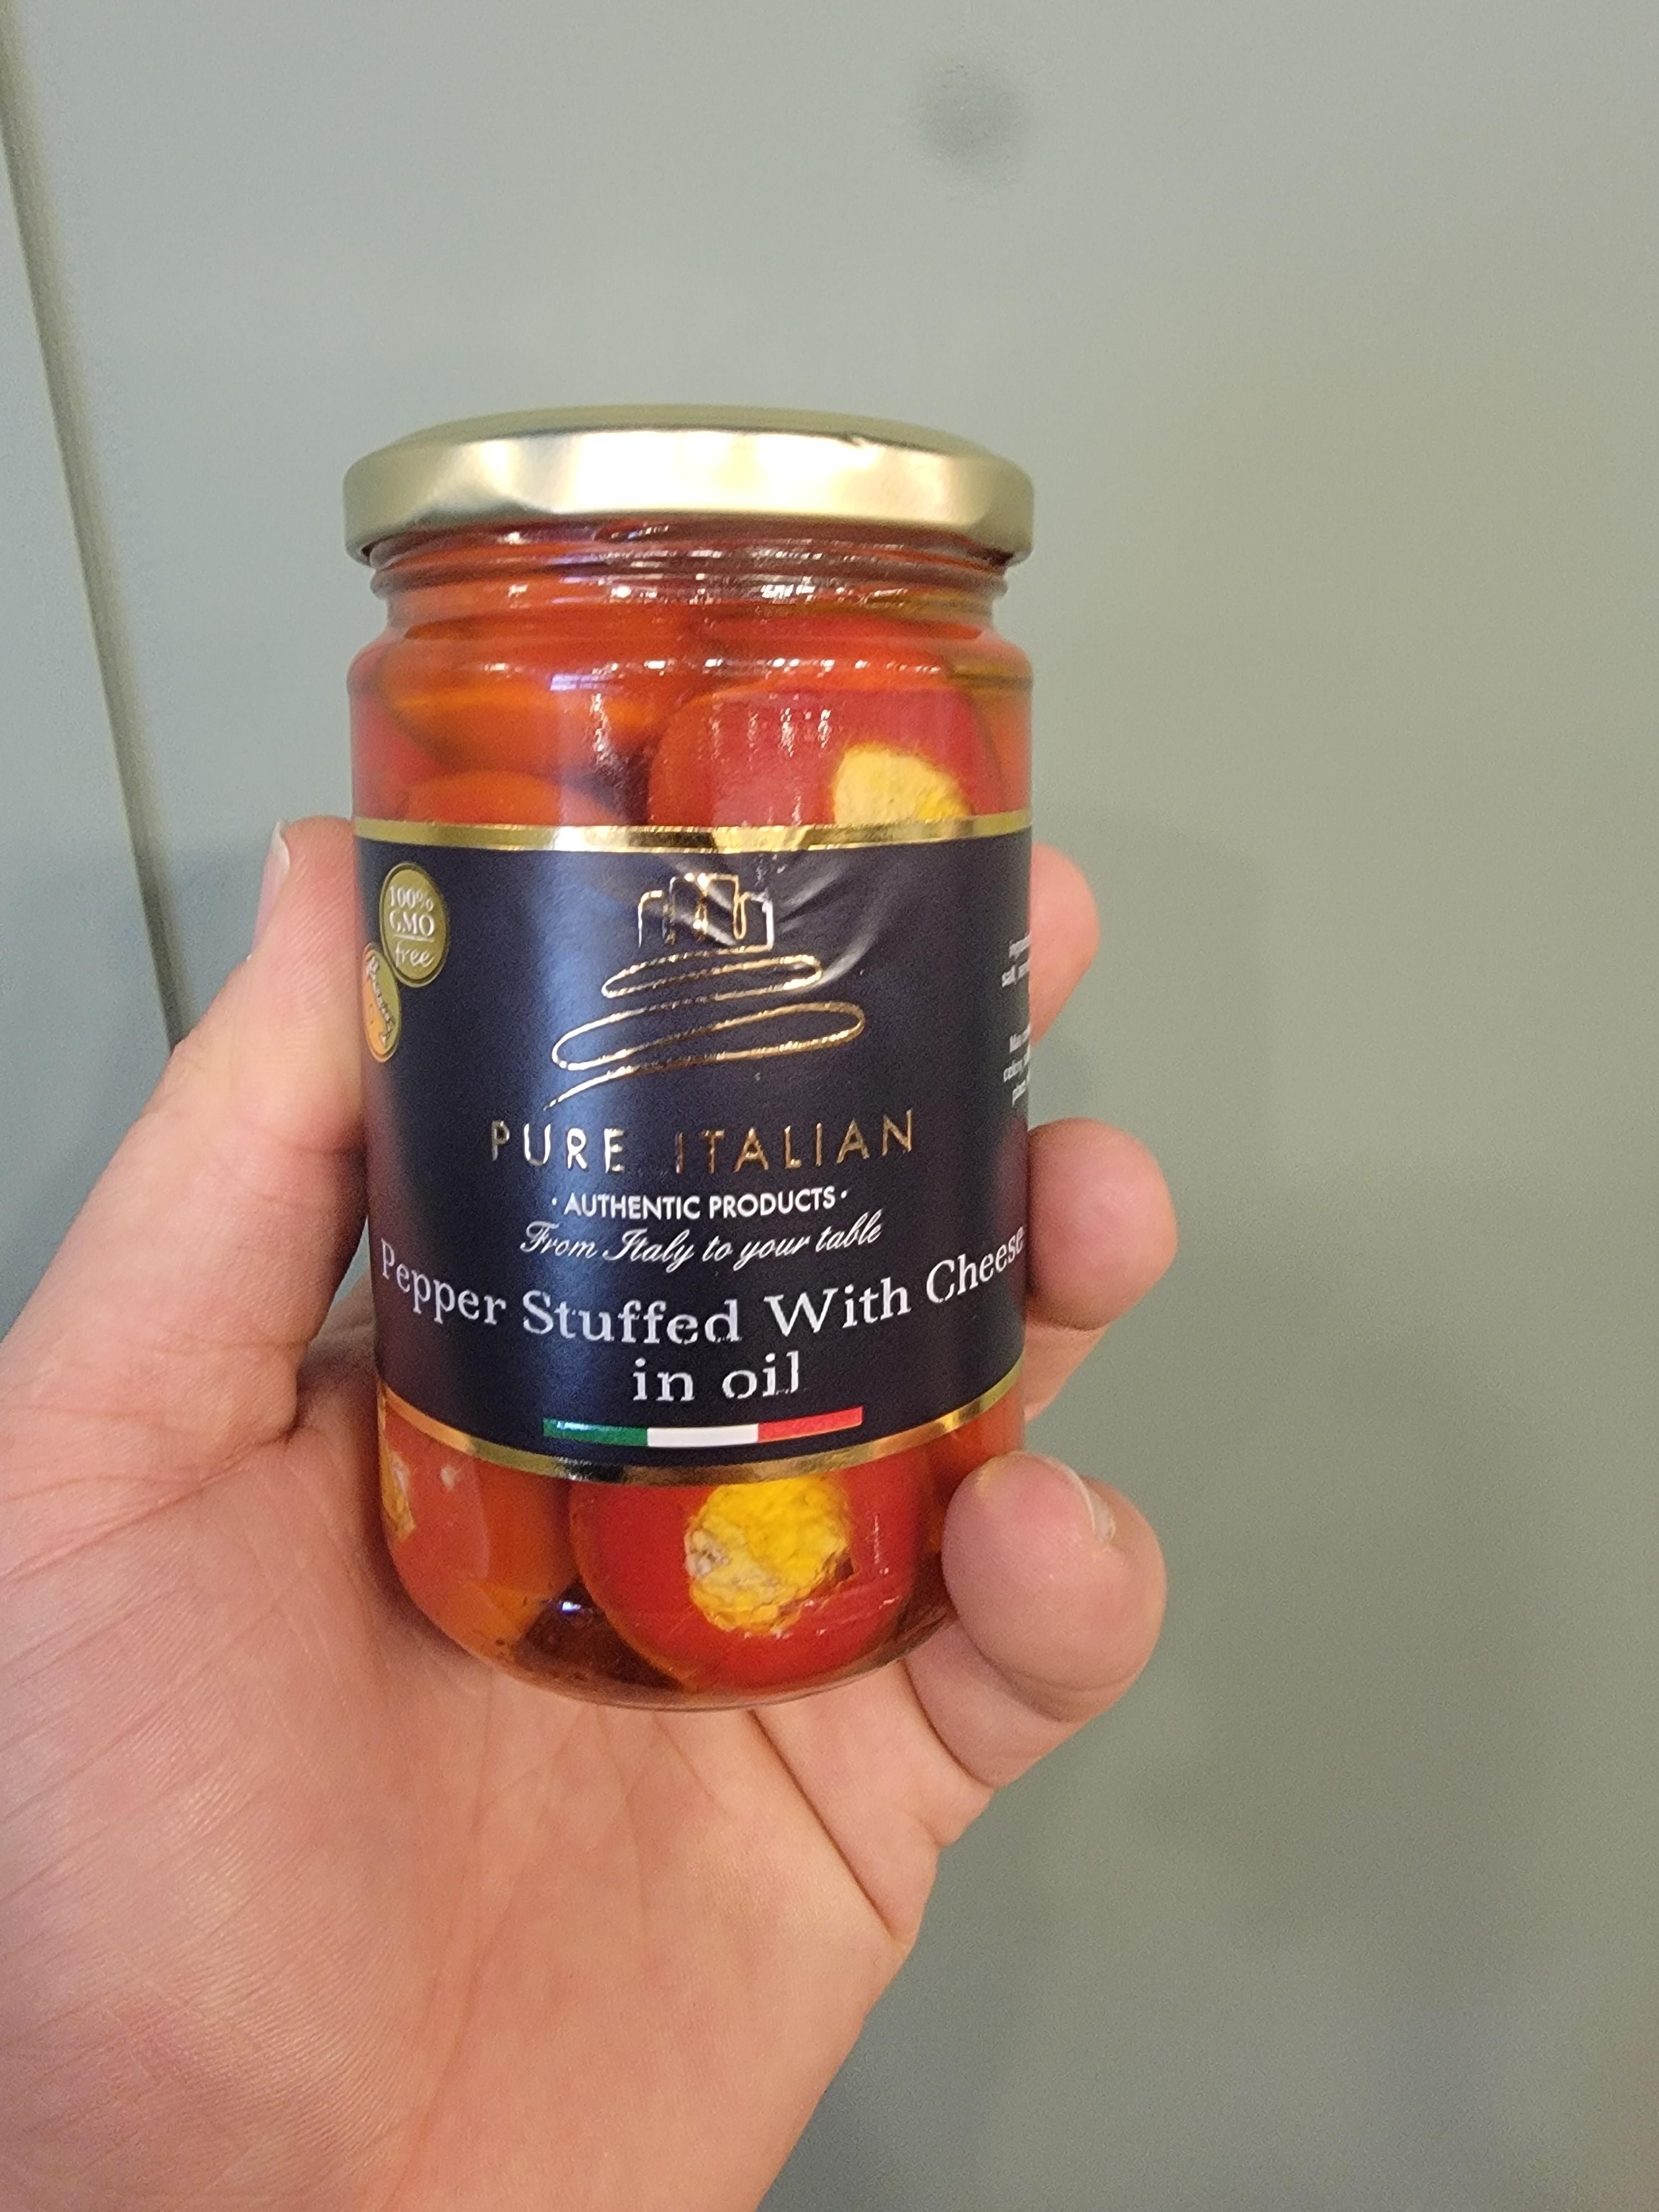 100%
GMO
free
PURE ITALIAN
· AUTHENTIC PRODUCTS ·
From Italy to your table
Pepper Stuffed With Cheese
in oil